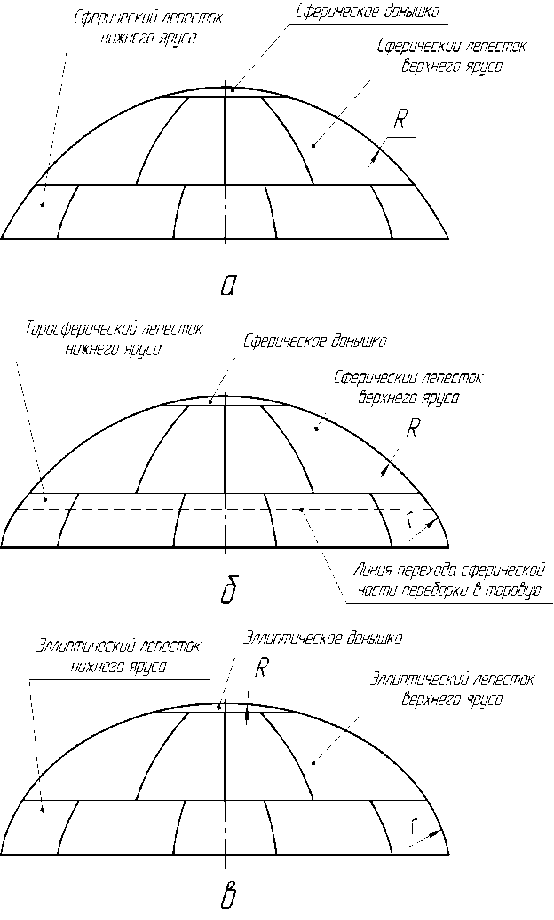 Сферический лепесток
нижнего яруса
Сферическое донышко
Сферический лепесток
верхнего яруса
R
а
Торосферический лепесток
нижнего яруса
Сферическое донышко
Сферический лепесток
верхнего яруса
R
r
Линия перехода сферической
части переборки в торовую
б
Эллиптический лепесток
нижнего яруса
Эллиптическое донышко
R
Эллиптический лепесток
верхнего яруса
r
в